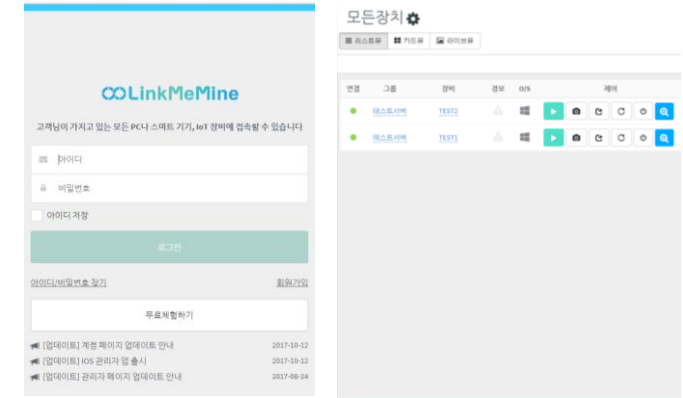 LinkMeMine
고객님이 가지고 있는 모든 PC나 스마트 기기, IoT 장비에 접속할 수 있습니다
아이디
비밀번호
아이디 저장
로그인
아이디/비밀번호 찾기 회원가입
무료체험하기
[업데이트] 계정 페이지 업데이트 안내 2017-10-12
[업데이트] IOS 관리자 앱 출시 2017-10-12
[업데이트] 관리자 페이지 업데이트 안내 2017-08-24
모든장치
리스트뷰 카드뷰 라이브뷰
연결 그룹 장비 경보 O/S 제어
테스트서버 TEST2
테스트서버 TEST1